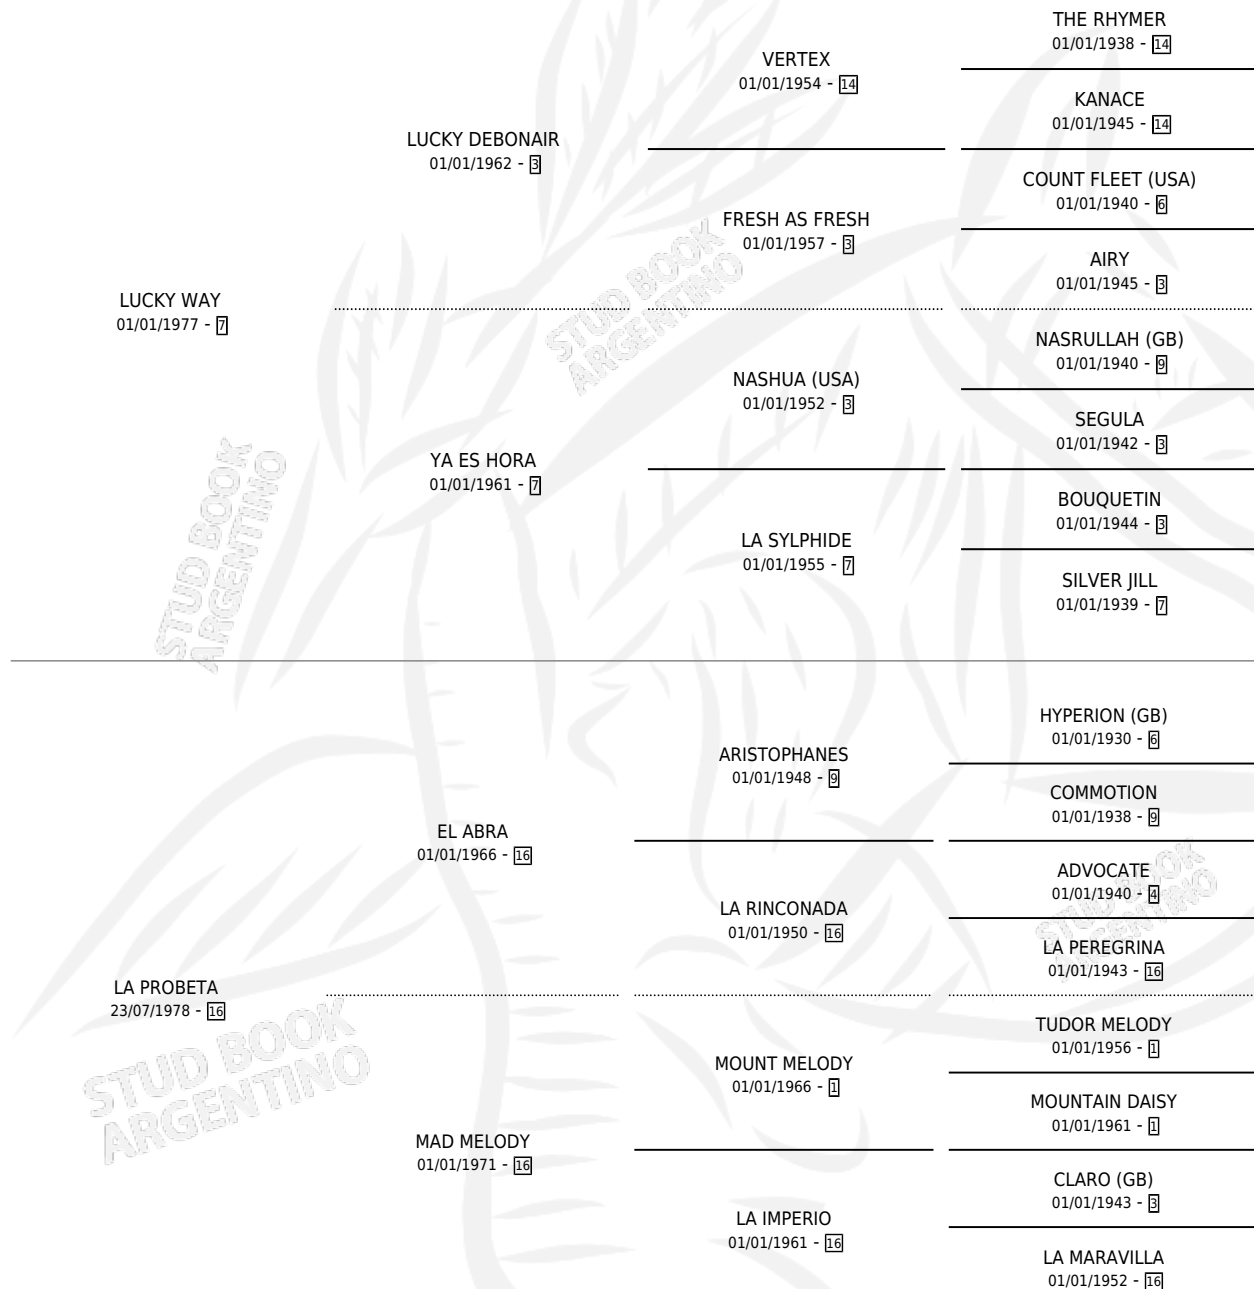 THE RHYMER
01/01/1938 - 14
VERTEX
01/01/1954 - 14
KANACE
01/01/1945 - 14
LUCKY DEBONAIR
01/01/1962 - 3
COUNT FLEET (USA)
01/01/1940 - 6
FRESH AS FRESH
01/01/1957 - 3
AIRY
01/01/1945 - 3
LUCKY WAY
01/01/1977 - 7
NASRULLAH (GB)
01/01/1940 - 9
NASHUA (USA)
01/01/1952 - 3
SEGULA
01/01/1942 - 3
YA ES HORA
01/01/1961 - 7
BOUQUETIN
01/01/1944 - 3
LA SYLPHIDE
01/01/1955 - 7
SILVER JILL
01/01/1939 - 7
HYPERION (GB)
01/01/1930 - 6
ARISTOPHANES
01/01/1948 - 9
COMMOTION
01/01/1938 - 9
EL ABRA
01/01/1966 - 16
ADVOCATE
01/01/1940 - 4
LA RINCONADA
01/01/1950 - 16
LA PEREGRINA
01/01/1943 - 16
LA PROBETA
23/07/1978 - 16
TUDOR MELODY
01/01/1956 - 1
MOUNT MELODY
01/01/1966 - 1
MOUNTAIN DAISY
01/01/1961 - 1
MAD MELODY
01/01/1971 - 16
CLARO (GB)
01/01/1943 - 3
LA IMPERIO
01/01/1961 - 16
LA MARAVILLA
01/01/1952 - 16
STUD BOOK
ARGENTINO
STUD BOOK
ARGENTINO
STUD BOOK
ARGENTINO
STUD BOOK
ARGENTINO